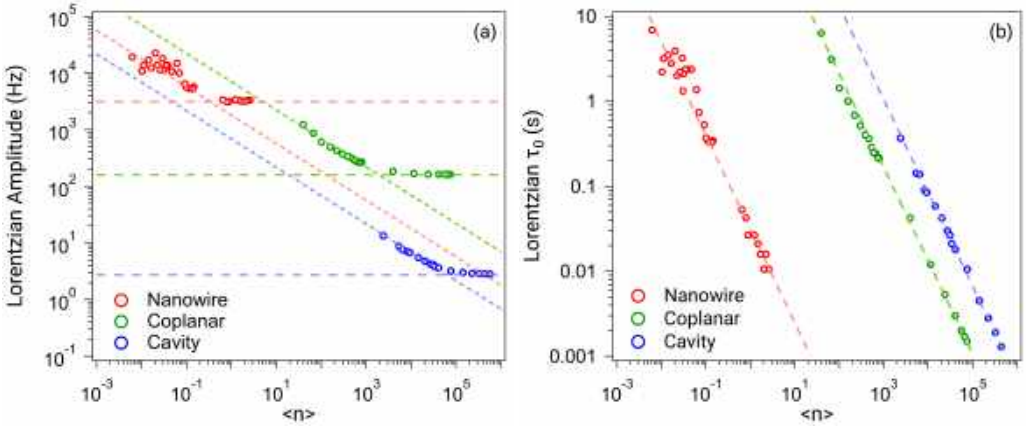 (a)
Lorentzian Amplitude (Hz)
10^5
10^4
10^3
10^2
10^1
10^0
10^-1
Nanowire
Coplanar
Cavity
10^-3
10^-1
10^1
10^3
10^5
<n>
(b)
Lorentzian τ_0 (s)
10
1
0.1
0.01
0.001
Nanowire
Coplanar
Cavity
10^-3
10^-1
10^1
10^3
10^5
<n>